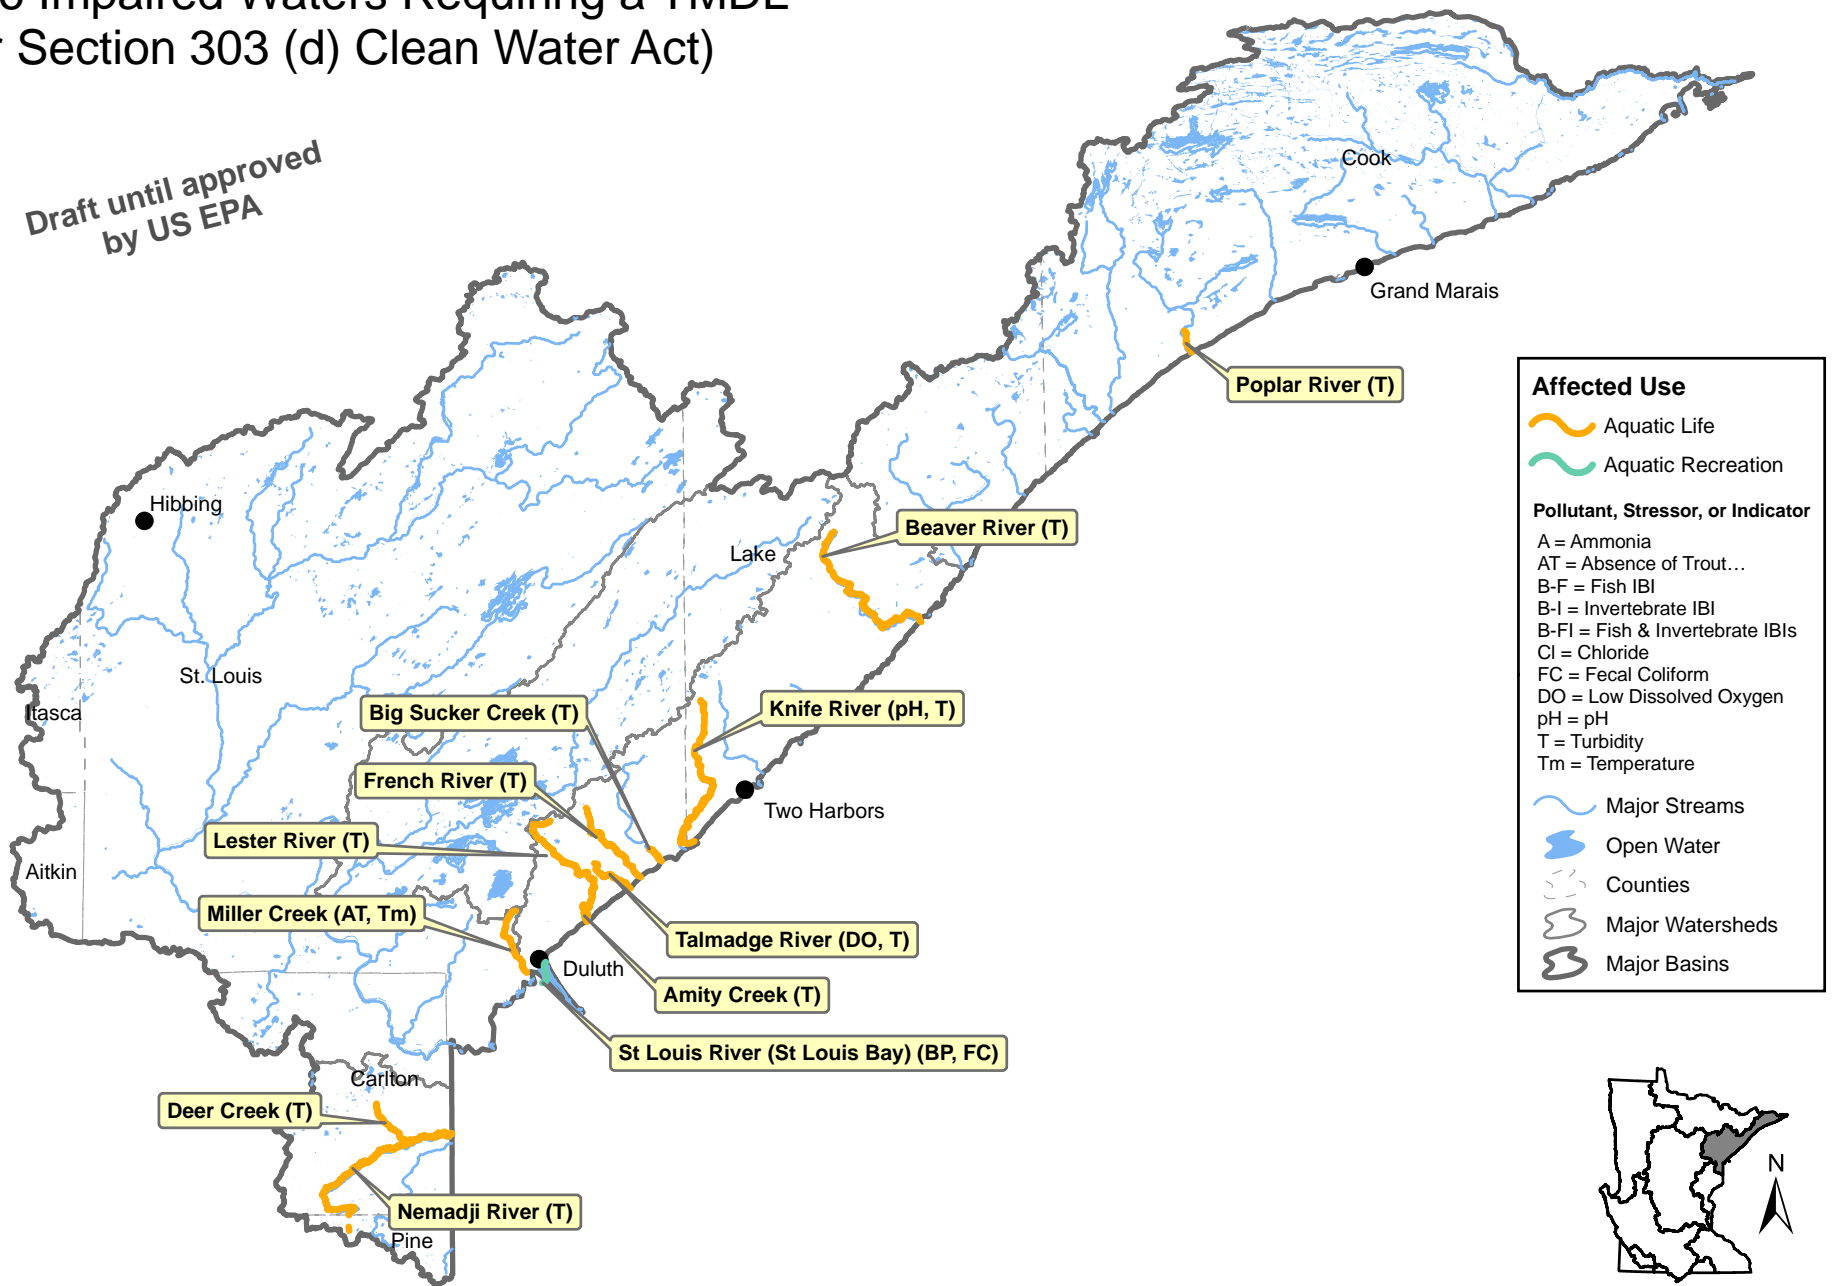 Impaired Waters Requiring a TMDL
Section 303 (d) Clean Water Act)
Draft until approved
by US EPA
Cook
Grand Marais
Poplar River (T)
Hibbing
Beaver River (T)
Lake
St. Louis
Itasca
Big Sucker Creek (T)
Knife River (pH, T)
French River (T)
Two Harbors
Lester River (T)
Aitkin
Miller Creek (AT, Tm)
Talmadge River (DO, T)
Duluth
Amity Creek (T)
St Louis River (St Louis Bay) (BP, FC)
Carlton
Deer Creek (T)
Nemadji River (T)
Pine
Affected Use
Aquatic Life
Aquatic Recreation
Pollutant, Stressor, or Indicator
A = Ammonia
AT = Absence of Trout…
B-F = Fish IBI
B-I = Invertebrate IBI
B-FI = Fish & Invertebrate IBIs
Cl = Chloride
FC = Fecal Coliform
DO = Low Dissolved Oxygen
pH = pH
T = Turbidity
Tm = Temperature
Major Streams
Open Water
Counties
Major Watersheds
Major Basins
N